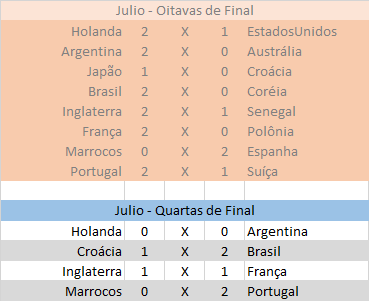 Julio - Oitavas de Final
Holanda 2 X 1 EstadosUnidos
Argentina 2 X 0 Austrália
Japão 1 X 0 Croácia
Brasil 2 X 0 Coréia
Inglaterra 2 X 1 Senegal
França 2 X 0 Polônia
Marrocos 0 X 2 Espanha
Portugal 2 X 1 Suíça
Julio - Quartas de Final
Holanda 0 X 0 Argentina
Croácia 1 X 2 Brasil
Inglaterra 1 X 1 França
Marrocos 0 X 2 Portugal